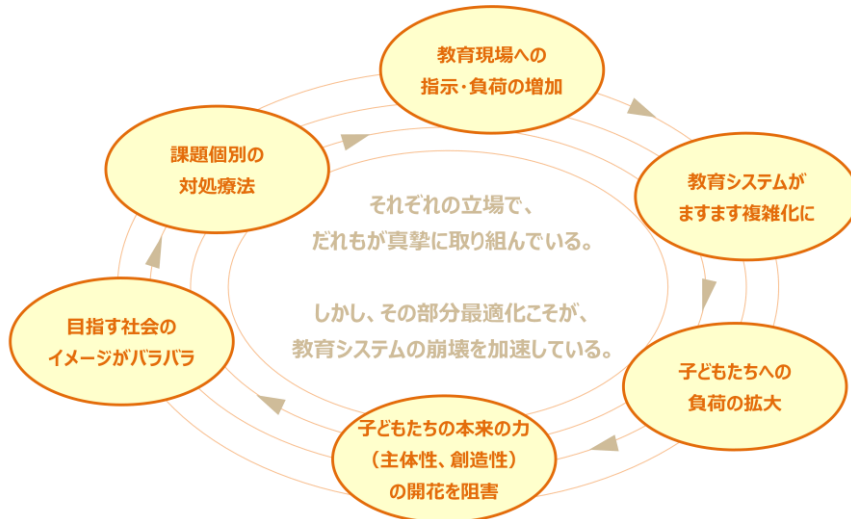 教育現場への
指示・負荷の増加
課題個別の
対処療法
教育システムが
ますます複雑化に
それぞれの立場で、
だれもが真摯に取り組んでいる。
しかし、その部分最適化こそが、
教育システムの崩壊を加速している。
目指す社会の
イメージがバラバラ
子どもたちへの
負荷の拡大
子どもたちの本来の力
（主体性、創造性）
の開花を阻害